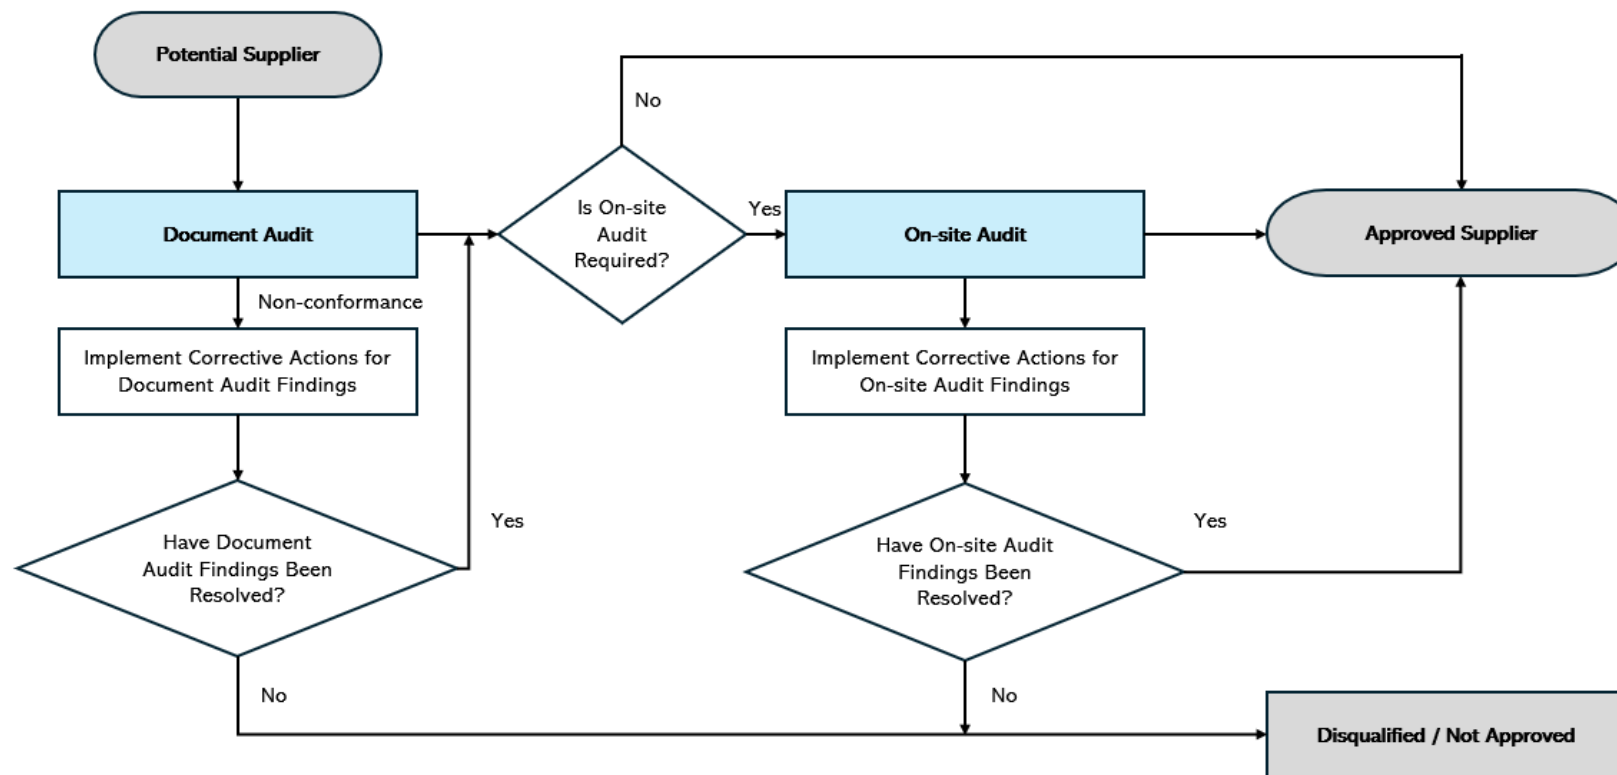 Potential Supplier
No
Document Audit
Is On-site
Audit
Required?
Yes
On-site Audit
Approved Supplier
Non-conformance
Implement Corrective Actions for
Document Audit Findings
Implement Corrective Actions for
On-site Audit Findings
Have Document
Audit Findings Been
Resolved?
Yes
Have On-site Audit
Findings Been
Resolved?
Yes
No
No
Disqualified / Not Approved